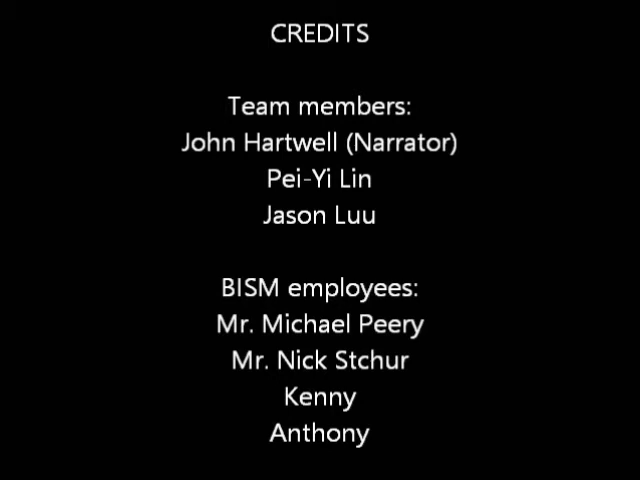 CREDITS
Team members:
John Hartwell (Narrator)
Pei-Yi Lin
Jason Luu
BISM employees:
Mr. Michael Peery
Mr. Nick Stchur
Kenny
Anthony